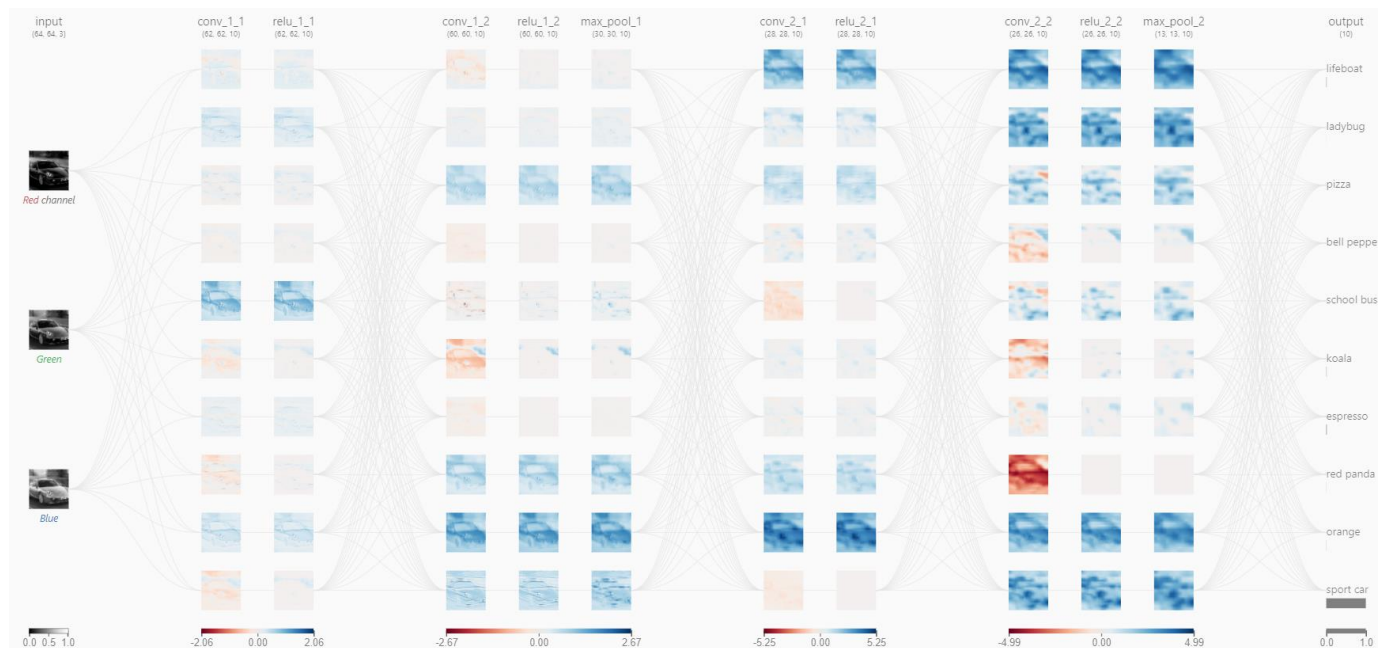 input
(64, 64, 3)
conv_1_1
(62, 62, 10)
relu_1_1
(62, 62, 10)
conv_1_2
(60, 60, 10)
relu_1_2
(60, 60, 10)
max_pool_1
(30, 30, 10)
conv_2_1
(28, 28, 10)
relu_2_1
(28, 28, 10)
conv_2_2
(26, 26, 10)
relu_2_2
(26, 26, 10)
max_pool_2
(13, 13, 10)
output
(10)
Red channel
Green
Blue
lifeboat
ladybug
pizza
bell peppe
school bus
koala
espresso
red panda
orange
sport car
0.0 0.5 1.0
-2.06 0.00 2.06
-2.67 0.00 2.67
-5.25 0.00 5.25
-4.99 0.00 4.99
0.0 1.0